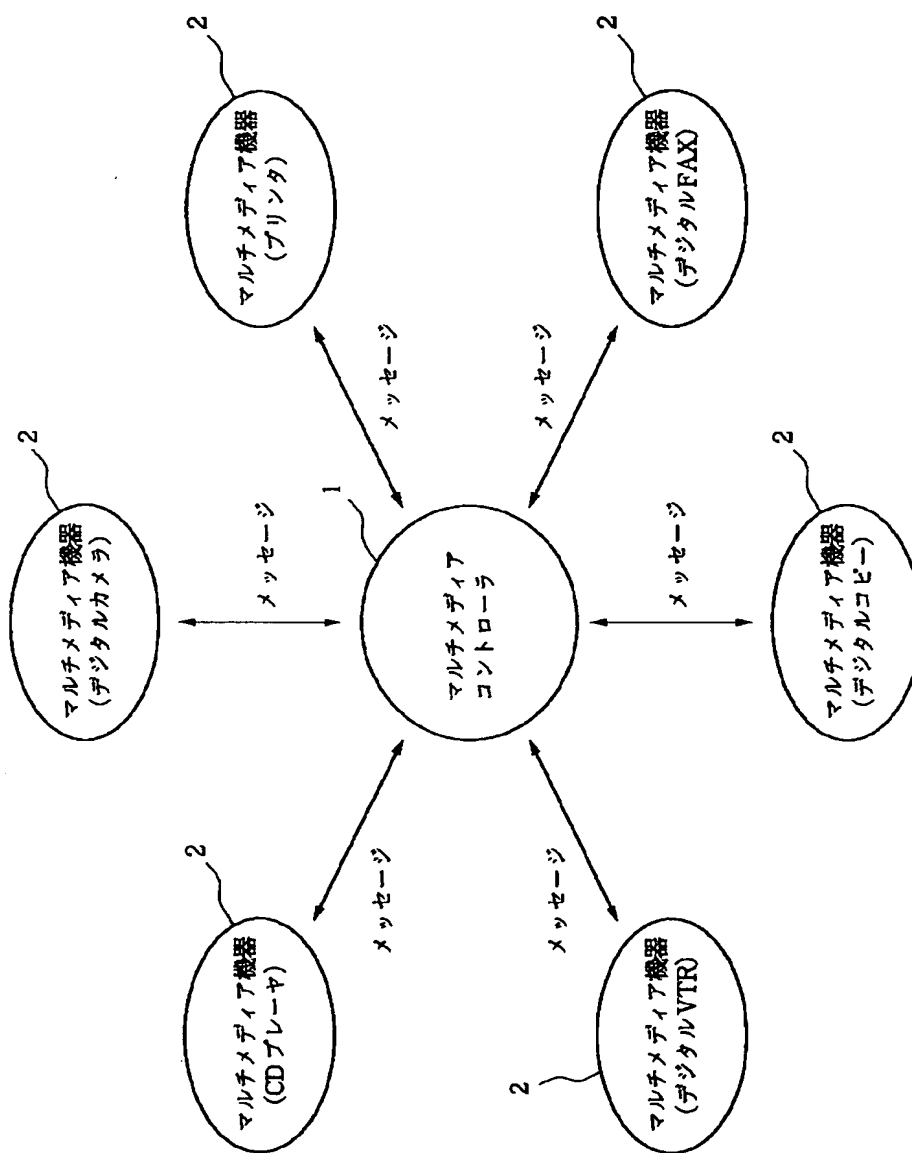 2
マルチメディア機器
(デジタルカメラ)
2
マルチメディア機器
(CDプレーヤ)
2
マルチメディア機器
(プリンタ)
メッセージ
メッセージ
メッセージ
1
マルチメディア
コントローラ
メッセージ
メッセージ
メッセージ
2
マルチメディア機器
(デジタルVTR)
2
マルチメディア機器
(デジタルFAX)
2
マルチメディア機器
(デジタルコピー)